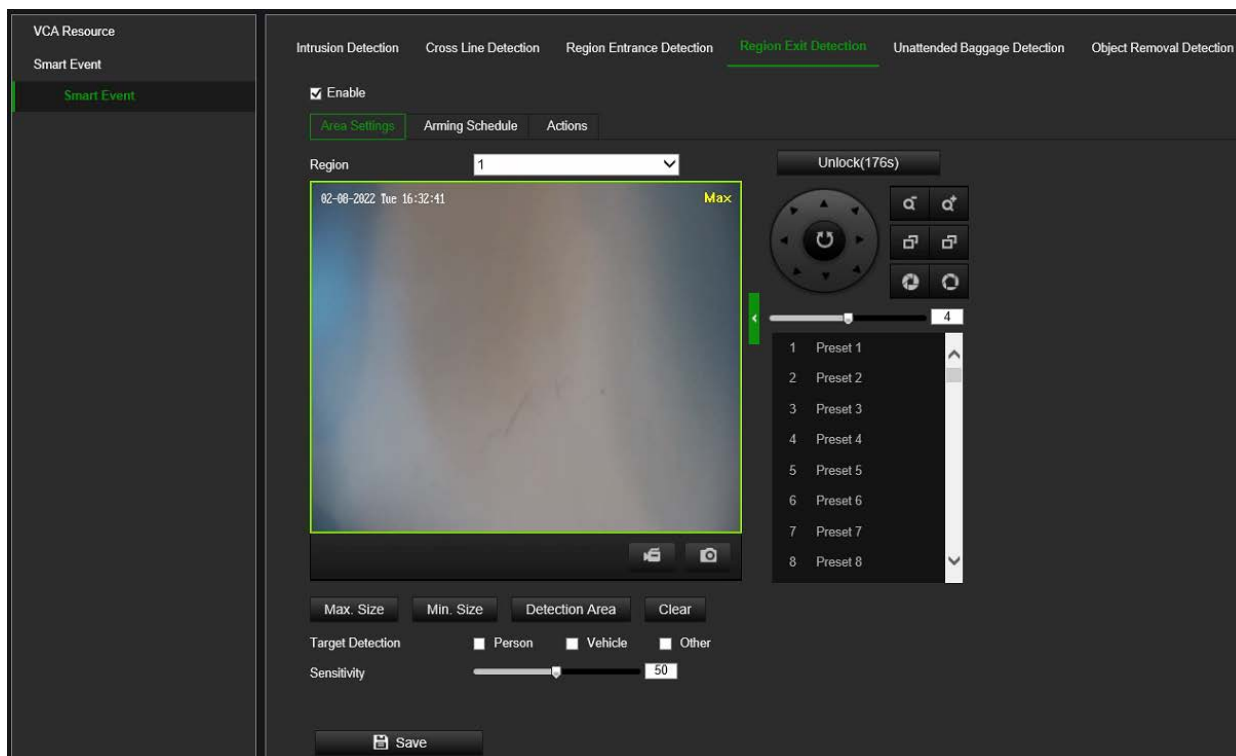 VCA Resource
Smart Event
Smart Event
Intrusion Detection Cross Line Detection Region Entrance Detection Region Exit Detection Unattended Baggage Detection Object Removal Detection
Enable
Area Settings Arming Schedule Actions
Region 1 Unlock(176s)
02-08-2022 Tue 16:32:41 Max
4
1 Preset 1
2 Preset 2
3 Preset 3
4 Preset 4
5 Preset 5
6 Preset 6
7 Preset 7
8 Preset 8
Max. Size Min. Size Detection Area Clear
Target Detection Person Vehicle Other
Sensitivity 50
Save